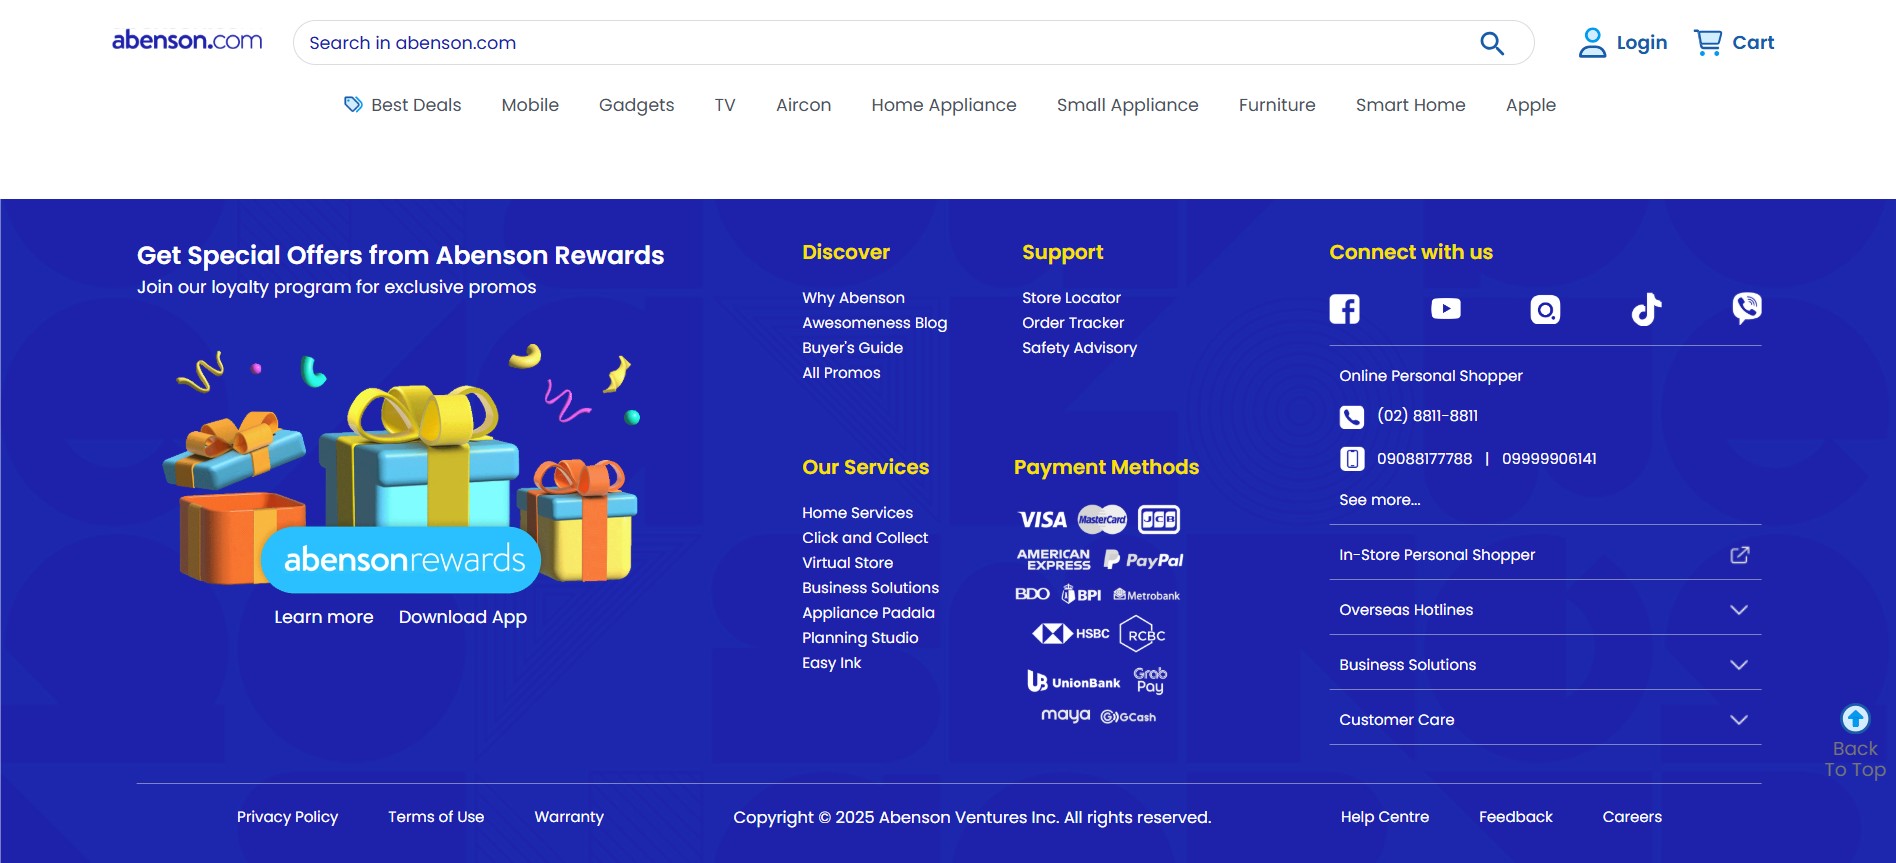 abenson.com
Search in abenson.com
Login
Cart
Best Deals
Mobile
Gadgets
TV
Aircon
Home Appliance
Small Appliance
Furniture
Smart Home
Apple
Get Special Offers from Abenson Rewards
Join our loyalty program for exclusive promos
abensonrewards
Learn more
Download App
Discover
Why Abenson
Awesomeness Blog
Buyer's Guide
All Promos
Support
Store Locator
Order Tracker
Safety Advisory
Our Services
Home Services
Click and Collect
Virtual Store
Business Solutions
Appliance Padala
Planning Studio
Easy Ink
Payment Methods
VISA MasterCard JCB
AMERICAN EXPRESS PayPal
BDO BPI Metrobank
HSBC RCBC
UnionBank Grab Pay
maya GCash
Connect with us
Online Personal Shopper
(02) 8811-8811
09088177788 | 09999906141
See more...
In-Store Personal Shopper
Overseas Hotlines
Business Solutions
Customer Care
Back
To Top
Privacy Policy
Terms of Use
Warranty
Copyright © 2025 Abenson Ventures Inc. All rights reserved.
Help Centre
Feedback
Careers